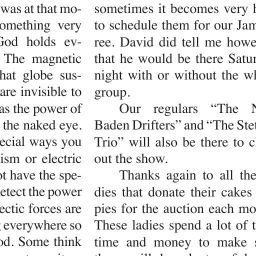 was at that mo-
omething very
God holds ev-
The magnetic
hat globe sus-
are invisible to
as the power of
the naked eye.
ecial ways you
ism or electric
ot have the spe-
etect the power
ectic forces are
everywhere so
od. Some think
sometimes it becomes very
to schedule them for our Jam
ree. David did tell me howe
that he would be there Satur
night with or without the wh
group.
Our regulars “The N
Baden Drifters” and “The Stet
Trio” will also be there to cl
out the show.
Thanks again to all the
dies that donate their cakes
pies for the auction each mo
These ladies spend a lot of t
time and money to make s